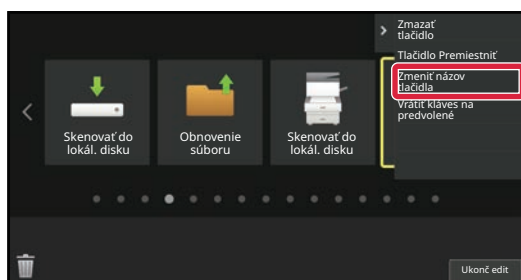 Zmazať
tlačidlo
Tlačidlo Premiestniť
Zmeniť názov
tlačidla
Vrátiť kláves na
predvolené
Skenovať do
lokál. disku
Obnovenie
súboru
Skenovať do
lokál. disku
Ukonč edit